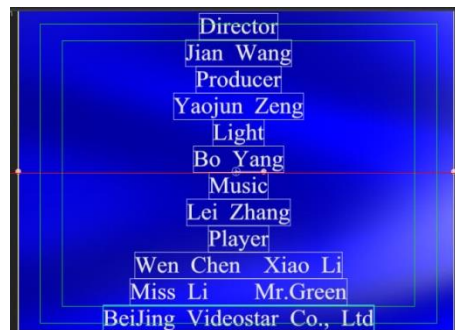 Director
Jian Wang
Producer
Yaojun Zeng
Light
Bo Yang
Music
Lei Zhang
Player
Wen Chen Xiao Li
Miss Li Mr.Green
BeiJing Videostar Co., Ltd